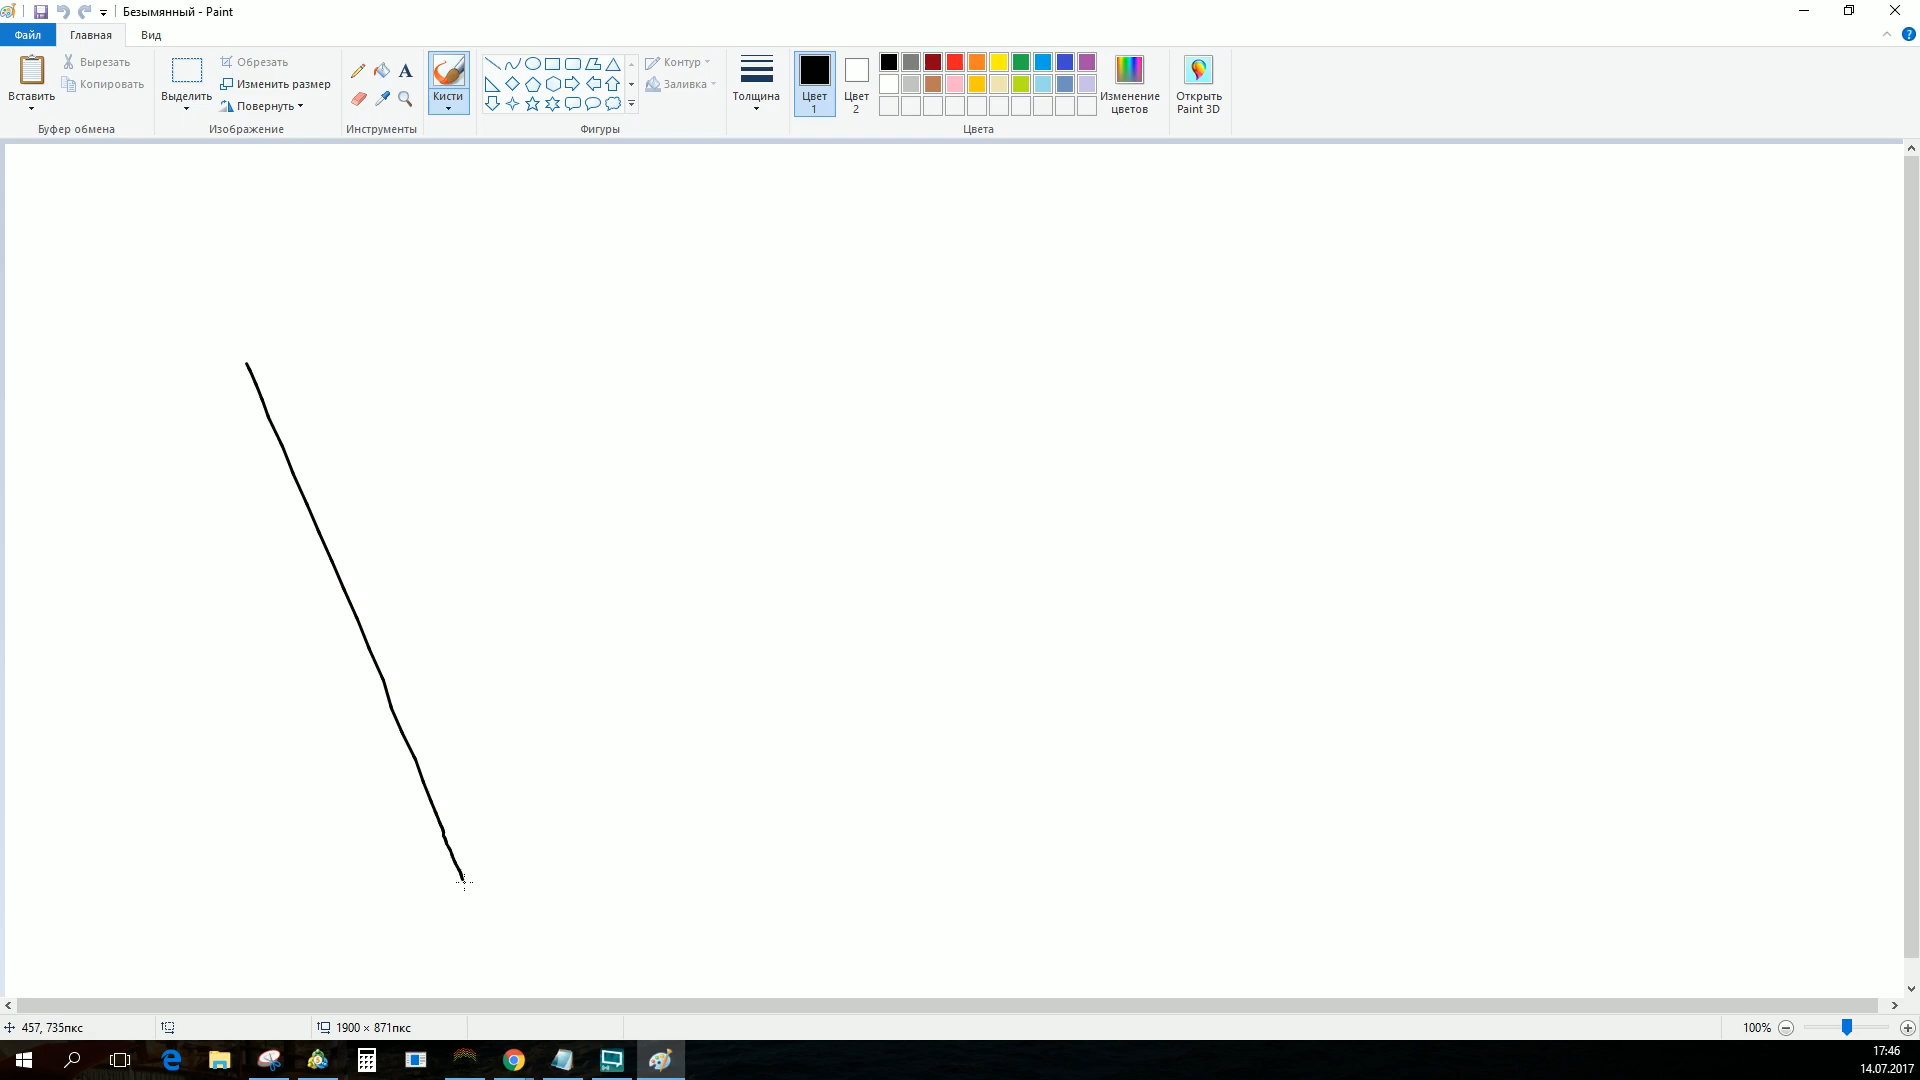 Безымянный - Paint
Файл Главная Вид
Вставить
Вырезать
Копировать
Буфер обмена
Выделить
Обрезать
Изменить размер
Повернуть
Изображение
A
Инструменты
Кисти
Фигуры
Контур
Заливка
Толщина
Цвет
1
Цвет
2
Цвета
Изменение
цветов
Открыть
Paint 3D
457, 735пкс
1900 × 871пкс
100%
17:46
14.07.2017